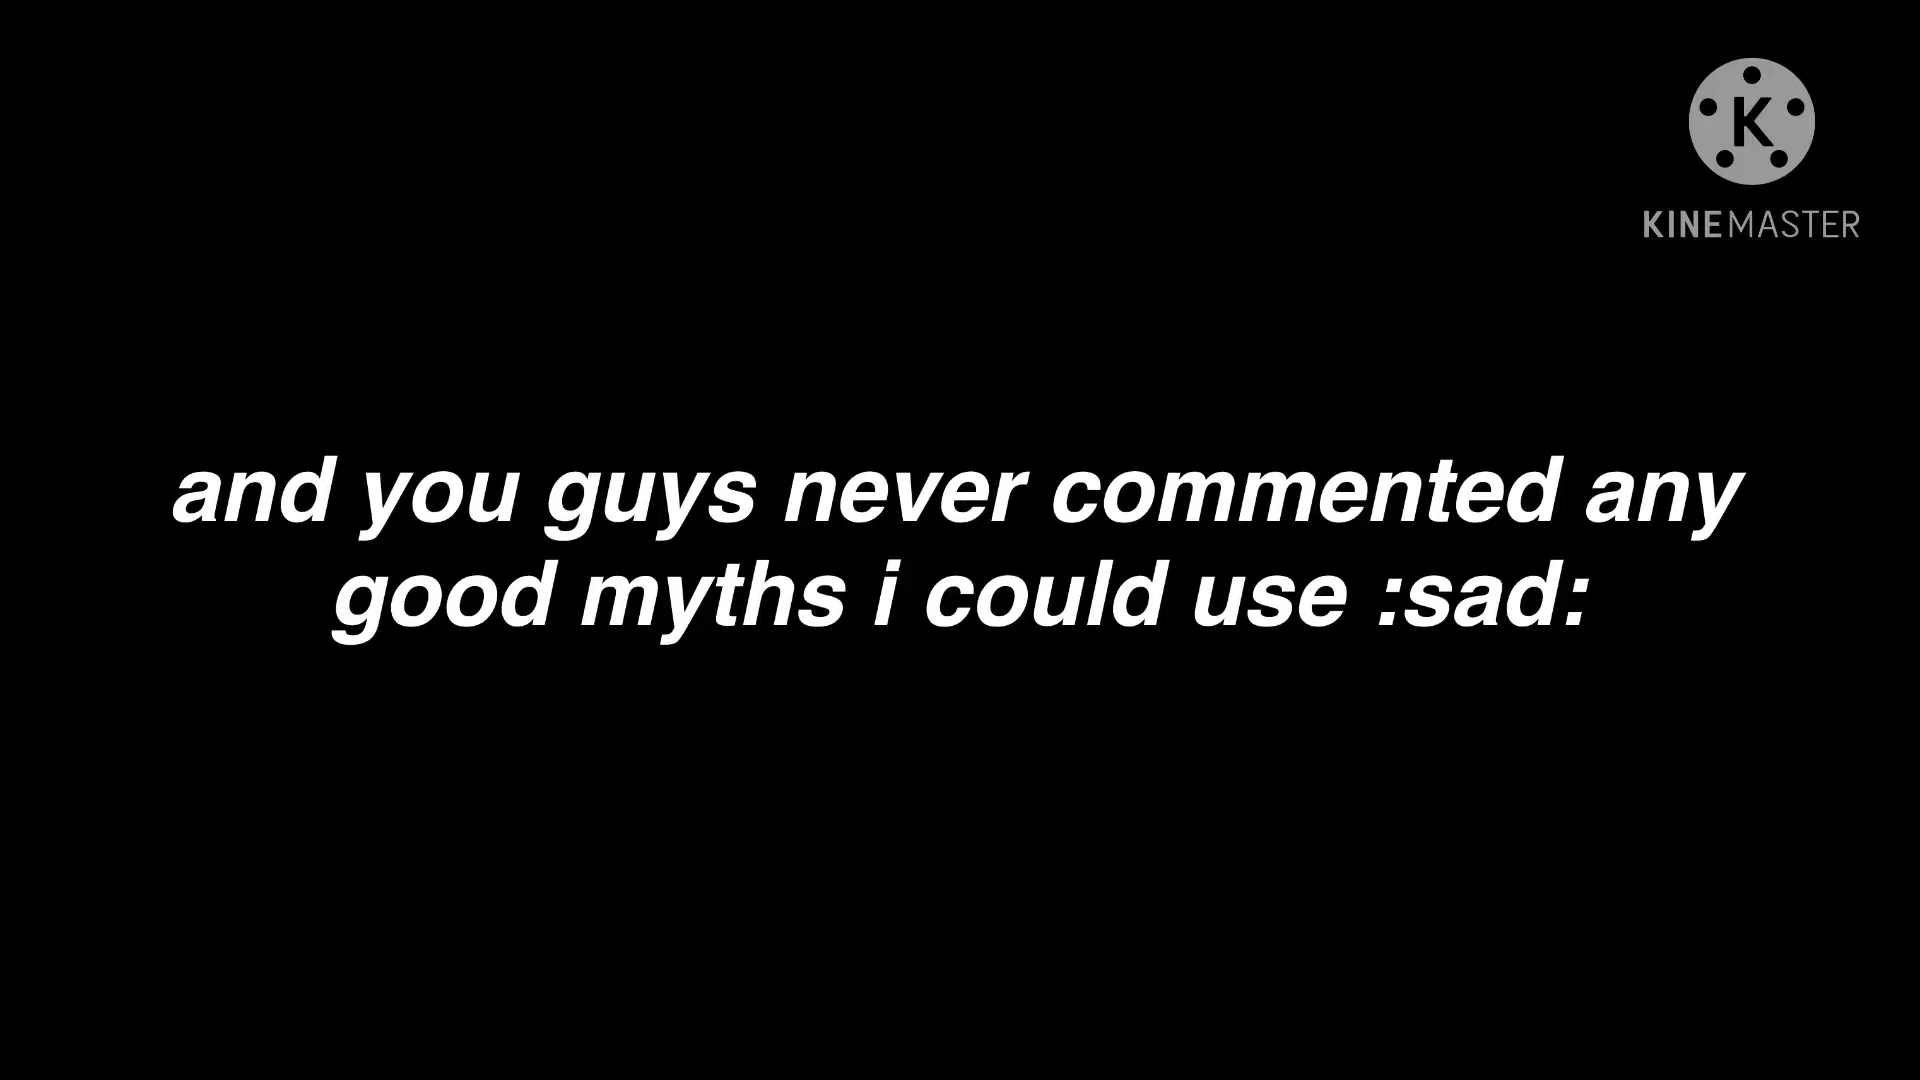 K
KINEMASTER
and you guys never commented any
good myths i could use :sad: